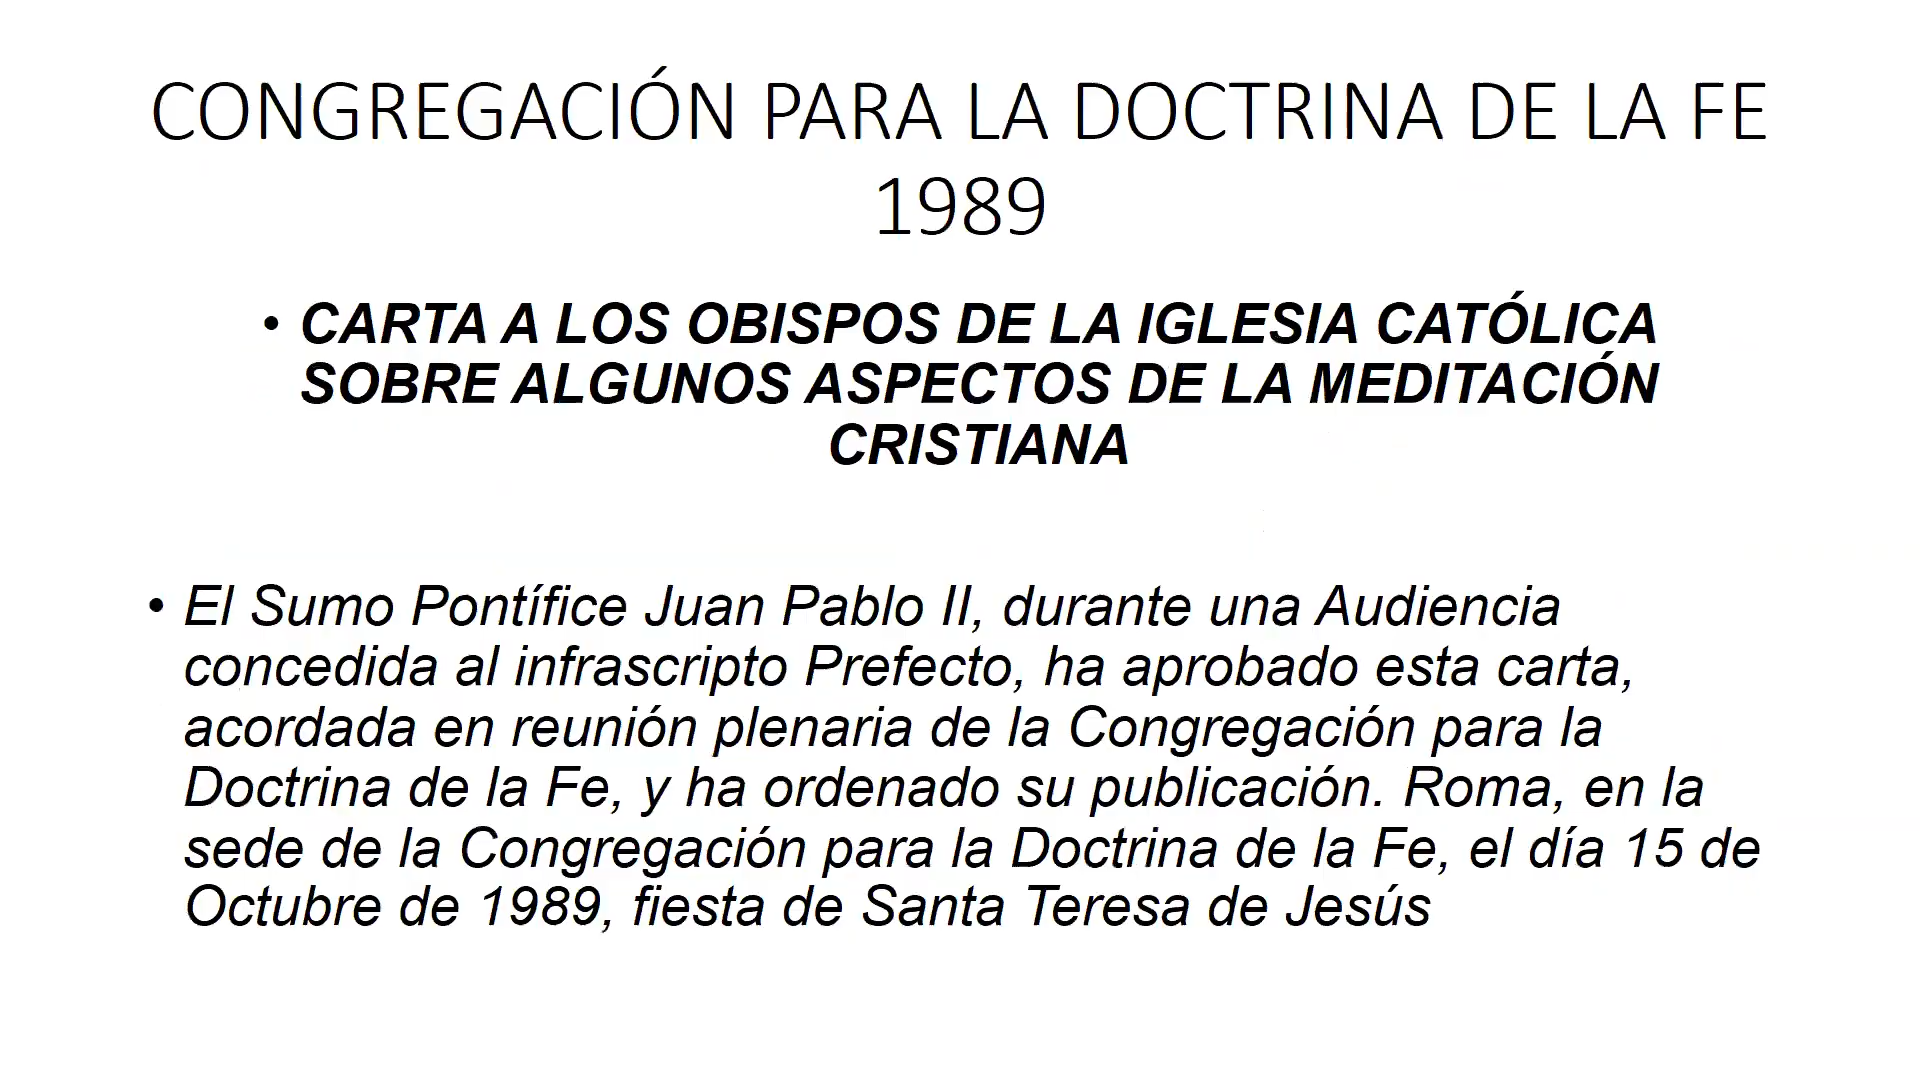 CONGREGACIÓN PARA LA DOCTRINA DE LA FE
1989
• CARTA A LOS OBISPOS DE LA IGLESIA CATÓLICA
SOBRE ALGUNOS ASPECTOS DE LA MEDITACIÓN
CRISTIANA
• El Sumo Pontífice Juan Pablo II, durante una Audiencia
concedida al infrascripto Prefecto, ha aprobado esta carta,
acordada en reunión plenaria de la Congregación para la
Doctrina de la Fe, y ha ordenado su publicación. Roma, en la
sede de la Congregación para la Doctrina de la Fe, el día 15 de
Octubre de 1989, fiesta de Santa Teresa de Jesús